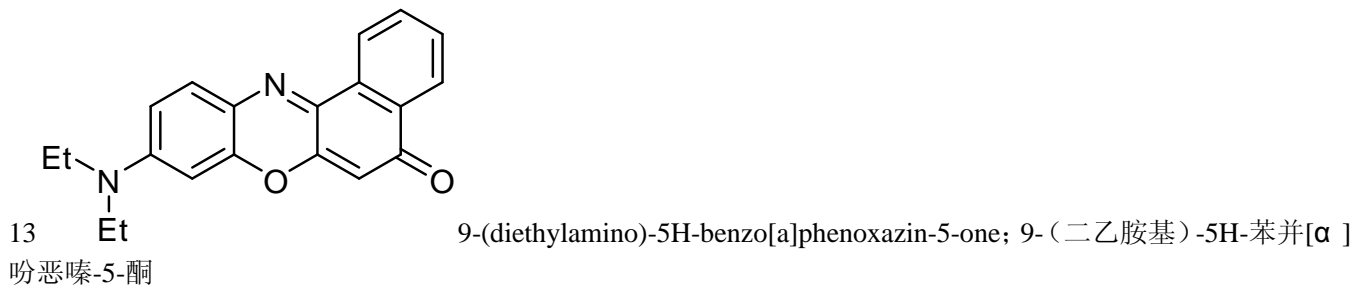 N
Et
N
O
O
13 Et 9-(diethylamino)-5H-benzo[a]phenoxazin-5-one; 9-（二乙胺基）-5H-苯并[α ]
吩恶嗪-5-酮